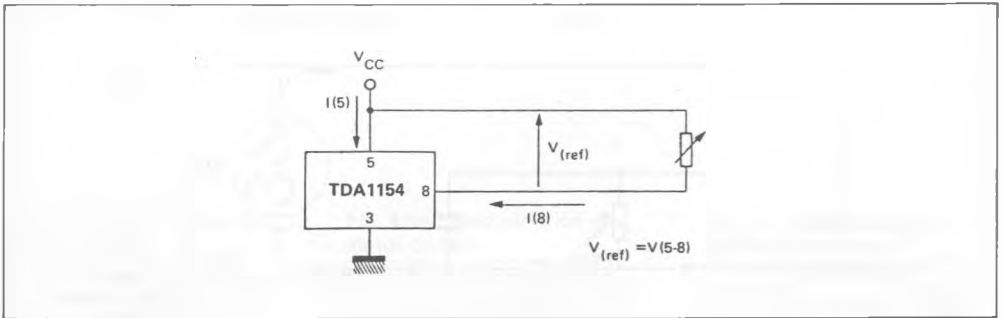 V CC
I(5)
5
V(ref)
TDA1154
8
I(8)
3
V(ref) = V(5-8)